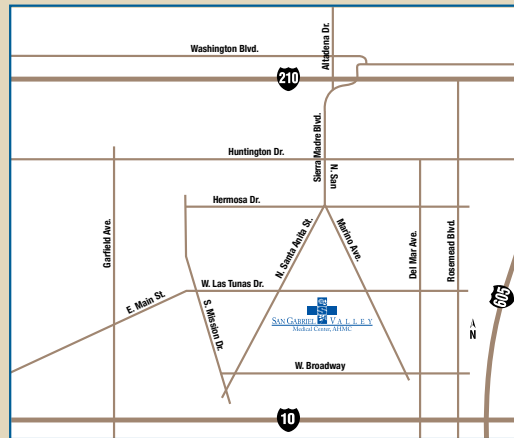 Washington Blvd.
Altadena Dr.
210
Sierra Madre Blvd.
Huntington Dr.
N. San
Hermosa Dr.
Garfield Ave.
N. Santa Anita St.
Marino Ave.
Del Mar Ave.
Rosemead Blvd.
W. Las Tunas Dr.
E. Main St.
S. Mission Dr.
605
SAN GABRIEL VALLEY
Medical Center, AHMC
N
W. Broadway
10